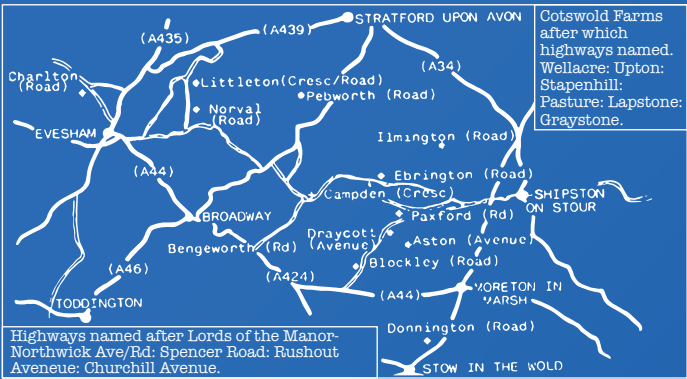 STRATFORD UPON AVON
(A439)
(A435)
Cotswold Farms
after which
highways named.
Wellacre: Upton:
Stapenhill:
Pasture: Lapstone:
Graystone.
(A34)
Charlton
(Road)
Littleton(Cresc/Road)
Pebworth (Road)
Norval
(Road)
EVESHAM
Ilmington (Road)
(A44)
Ebrington (Road)
Campden (Cresc)
SHIPSTON
ON STOUR
BROADWAY
Paxford (Rd)
Draycott
(Avenue)
Aston (Avenue)
Bengeworth (Rd)
Blockley (Road)
(A46)
(A424)
(A44)
MORETON IN
MARSH
TODDINGTON
Donnington (Road)
Highways named after Lords of the Manor-
Northwick Ave/Rd: Spencer Road: Rushout
Aveneue: Churchill Avenue.
STOW IN THE WOLD